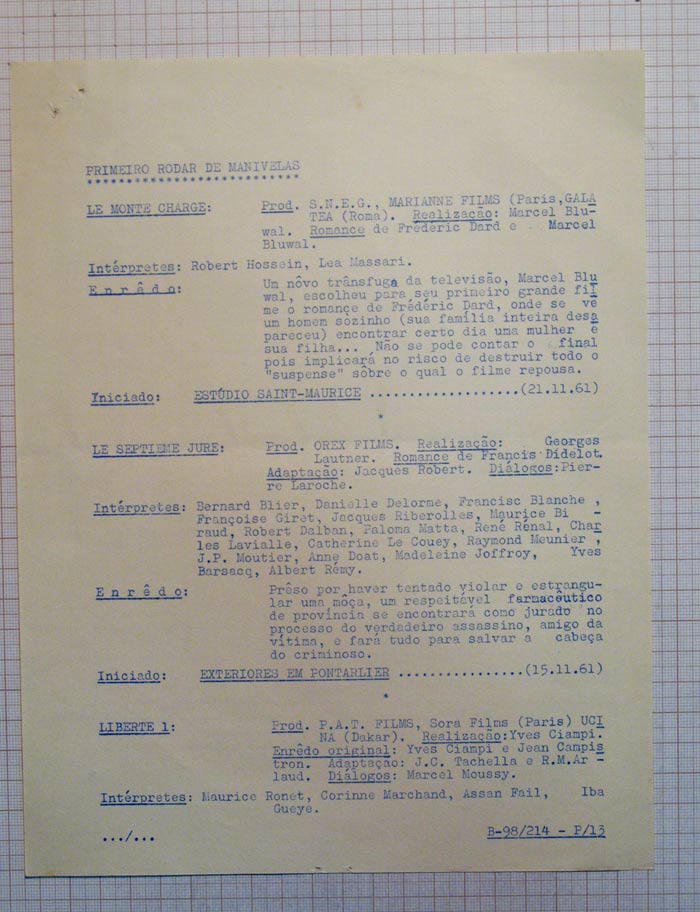 PRIMEIRO RODAR DE MANIVELAS
***************************
LE MONTE CHARGE: Prod. S.N.E.G., MARIANNE FILMS (Paris,GALA
TEA (Roma). Realização: Marcel Blu-
wal. Romance de Frédéric Dard e Marcel
Bluwal.
Intérpretes: Robert Hossein, Lea Massari.
E n r ê d o: Um nôvo trânsfuga da televisão, Marcel Blu
wal, escolheu para seu primeiro grande fil
me o romance de Frédéric Dard, onde se vê
um homem sòzinho (sua família inteira desa
pareceu) encontrar certo dia uma mulher e
sua filha... Não se pode contar o final
pois implicará no risco de destruir todo o
"suspense" sôbre o qual o filme repousa.
Iniciado: ESTÚDIO SAINT-MAURICE ...................(21.11.61)
*
LE SEPTIEME JURE: Prod. OREX FILMS. Realização: Georges
Lautner. Romance de Francis Didelot.
Adaptação: Jacques Robert. Diálogos:Pier-
re Laroche.
Intérpretes: Bernard Blier, Danielle Delorme, Francisc Blanche ,
Françoise Giret, Jacques Riberolles, Maurice Bi -
raud, Robert Dalban, Paloma Matta, René Rénal, Char
les Lavialle, Catherine Le Couey, Raymond Meunier ,
J.P. Moutier, Anne Doat, Madeleine Joffroy, Yves
Barsacq, Albert Rémy.
E n r ê d o: Prêso por haver tentado violar e estrangu-
lar uma môça, um respeitável farmacêutico
de província se encontrará como jurado no
processo do verdadeiro assassino, amigo da
vítima, e fará tudo para salvar a cabeça
do criminoso.
Iniciado: EXTERIORES EM PONTARLIER ................(15.11.61)
*
LIBERTE 1: Prod. P.A.T. FILMS, Sora Films (Paris) UCI
NA (Dakar). Realização:Yves Ciampi.
Enrêdo original: Yves Ciampi e Jean Campis
tron. Adaptação: J.C. Tachella e R.M.Ar -
laud. Diálogos: Marcel Moussy.
Intérpretes: Maurice Ronet, Corinne Marchand, Assan Fail, Iba
Gueye.
.../... B-98/214 - P/13